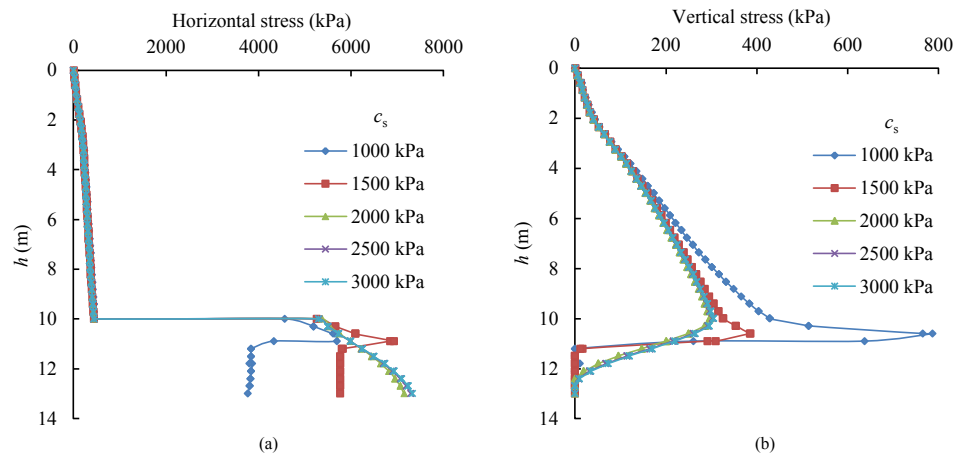 Horizontal stress (kPa)
0 2000 4000 6000 8000
0
2
4
6
8
10
12
14
h (m)
cs
1000 kPa
1500 kPa
2000 kPa
2500 kPa
3000 kPa
(a)
Vertical stress (kPa)
0 200 400 600 800
0
2
4
6
8
10
12
14
h (m)
cs
1000 kPa
1500 kPa
2000 kPa
2500 kPa
3000 kPa
(b)